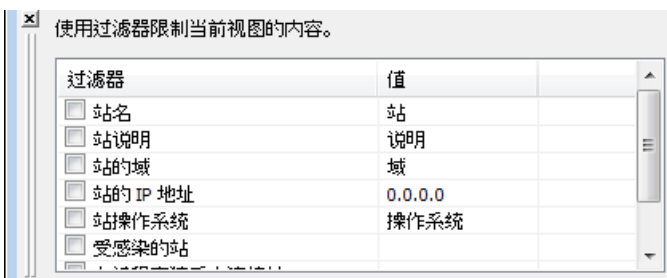 使用过滤器限制当前视图的内容。
过滤器 值
站名 站
站说明 说明
站的域 域
站的 IP 地址 0.0.0.0
站操作系统 操作系统
受感染的站